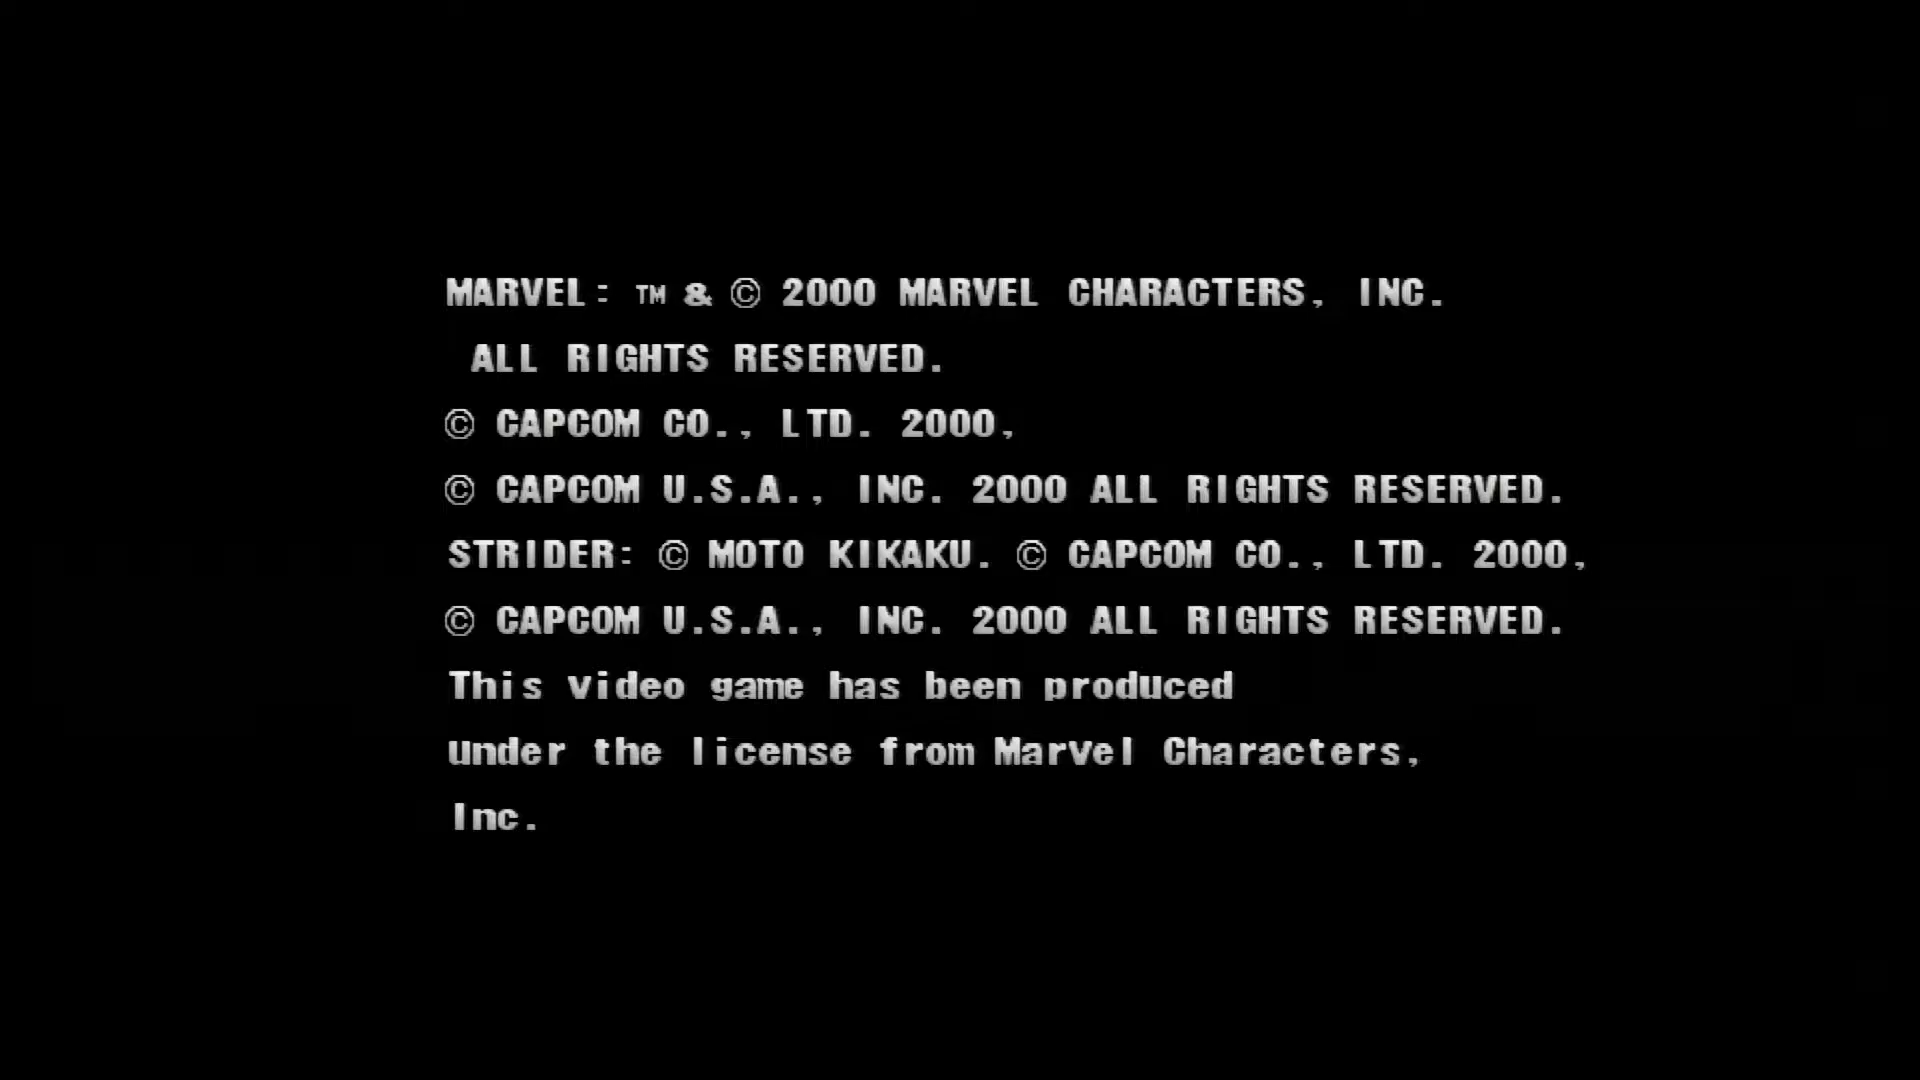 MARVEL: ™ & © 2000 MARVEL CHARACTERS, INC.
ALL RIGHTS RESERVED.
© CAPCOM CO., LTD. 2000,
© CAPCOM U.S.A., INC. 2000 ALL RIGHTS RESERVED.
STRIDER: © MOTO KIKAKU. © CAPCOM CO., LTD. 2000,
© CAPCOM U.S.A., INC. 2000 ALL RIGHTS RESERVED.
This video game has been produced
under the license from Marvel Characters,
Inc.